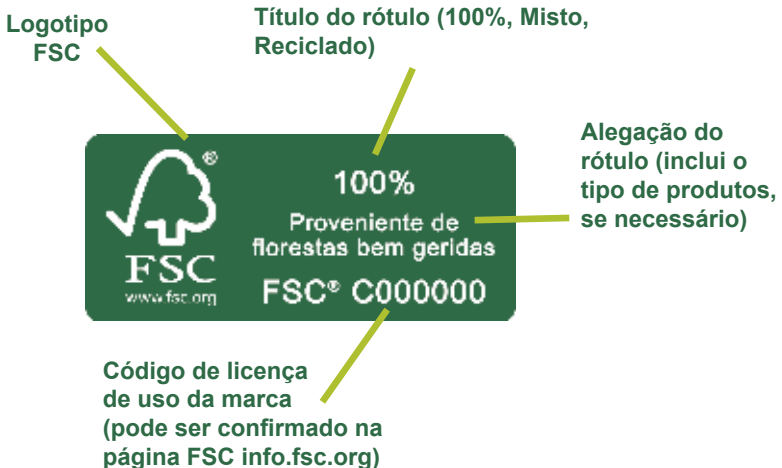 Logotipo
FSC
Título do rótulo (100%, Misto,
Reciclado)
Alegação do
rótulo (inclui o
tipo de produtos,
se necessário)
®
FSC
www.fsc.org
100%
Proveniente de
florestas bem geridas
FSC® C000000
Código de licença
de uso da marca
(pode ser confirmado na
página FSC info.fsc.org)